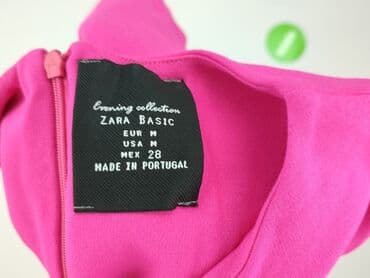 Evening collection
ZARA BASIC
EUR M
USA M
MEX 28
MADE IN PORTUGAL